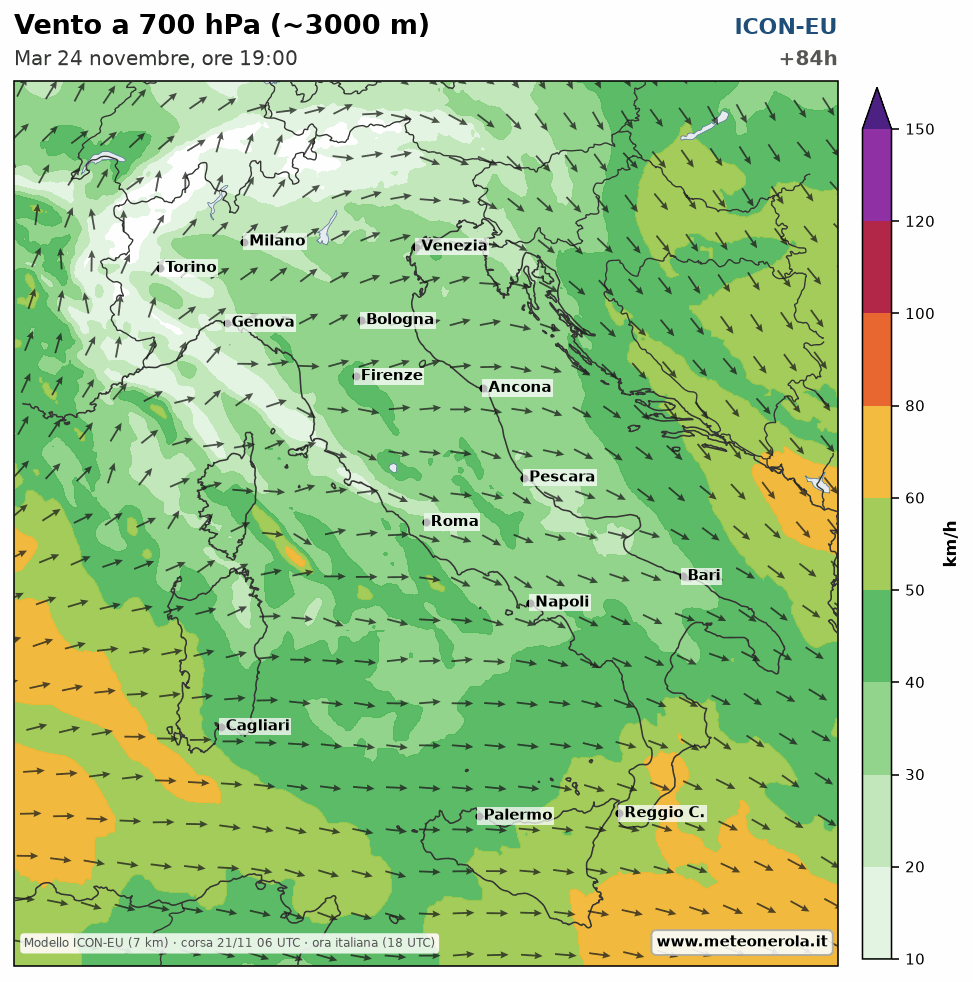 Vento a 700 hPa (~3000 m)
ICON-EU
Mar 24 novembre, ore 19:00
+84h
Milano
Venezia
Torino
Genova
Bologna
Firenze
Ancona
Pescara
Roma
Bari
Napoli
Cagliari
Palermo
Reggio C.
150
120
100
80
60
50
40
30
20
10
km/h
Modello ICON-EU (7 km) · corsa 21/11 06 UTC · ora italiana (18 UTC)
www.meteonerola.it